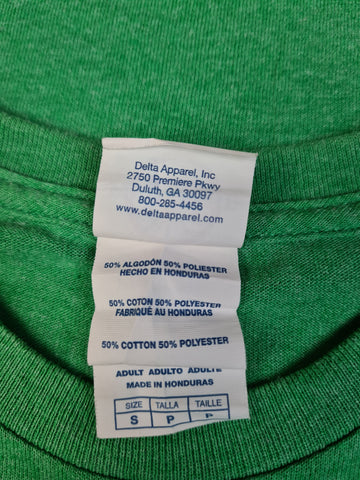 Delta Apparel, Inc
2750 Premiere Pkwy
Duluth, GA 30097
800-285-4456
www.deltaapparel.com
50% ALGODÓN 50% POLIESTER
HECHO EN HONDURAS
50% COTON 50% POLYESTER
FABRIQUÉ AU HONDURAS
50% COTTON 50% POLYESTER
ADULT ADULTO ADULTE
MADE IN HONDURAS
SIZE TALLA TAILLE
S P P